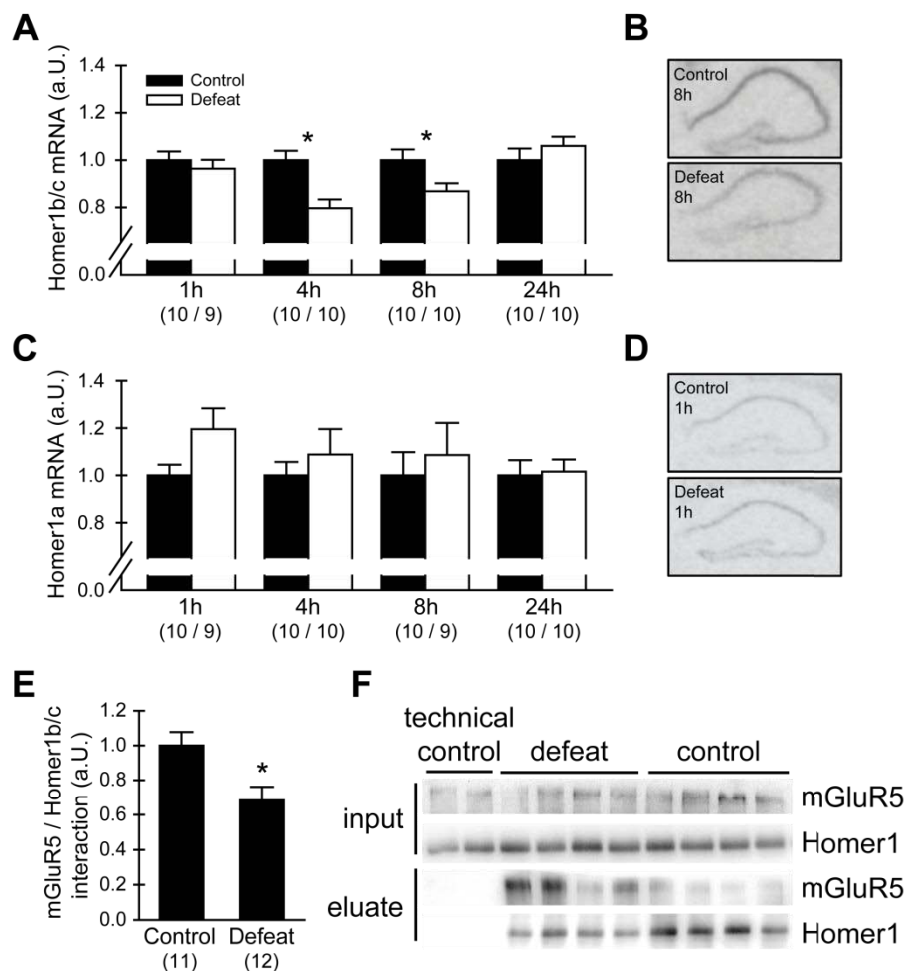 A
Homer1b/c mRNA (a.U.)
1.4
1.2
1.0
0.8
0.0
Control
Defeat
*
*
1h
4h
8h
24h
(10 / 9)
(10 / 10)
(10 / 10)
(10 / 10)
B
Control
8h
Defeat
8h
C
Homer1a mRNA (a.U.)
1.4
1.2
1.0
0.8
0.0
1h
4h
8h
24h
(10 / 9)
(10 / 10)
(10 / 9)
(10 / 10)
D
Control
1h
Defeat
1h
E
mGluR5 / Homer1b/c
interaction (a.U.)
1.2
1.0
0.8
0.6
0.4
0.2
0.0
*
Control
Defeat
(11)
(12)
F
technical
control
defeat
control
input
mGluR5
Homer1
eluate
mGluR5
Homer1